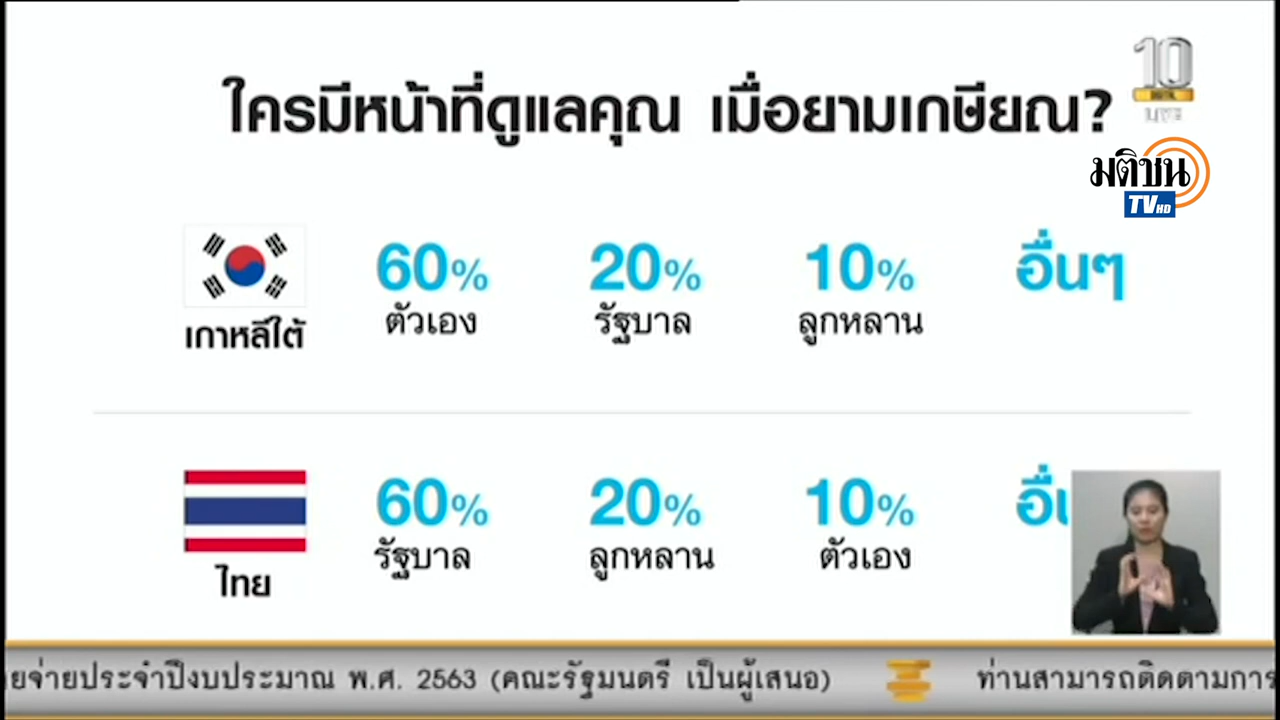 ใครมีหน้าที่ดูแลคุณ เมื่อยามเกษียณ?
10
มติชน
TV HD
60% 20% 10% อื่นๆ
เกาหลีใต้ ตัวเอง รัฐบาล ลูกหลาน
60% 20% 10%
ไทย รัฐบาล ลูกหลาน ตัวเอง
ยจ่ายประจำปีงบประมาณ พ.ศ. 2563 (คณะรัฐมนตรี เป็นผู้เสนอ) ท่านสามารถติดตามการ